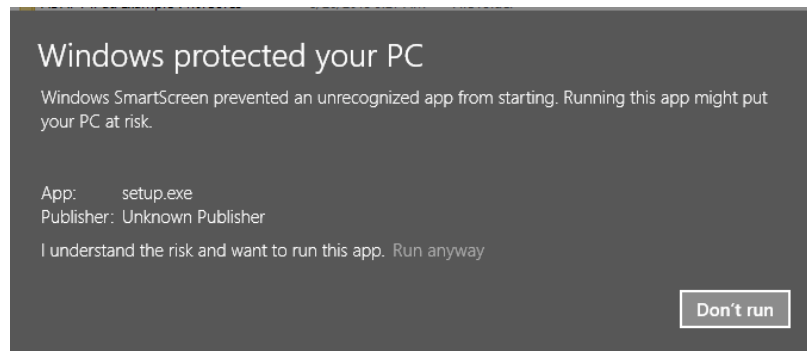 Windows protected your PC
Windows SmartScreen prevented an unrecognized app from starting. Running this app might put
your PC at risk.
App: setup.exe
Publisher: Unknown Publisher
I understand the risk and want to run this app. Run anyway
Don't run